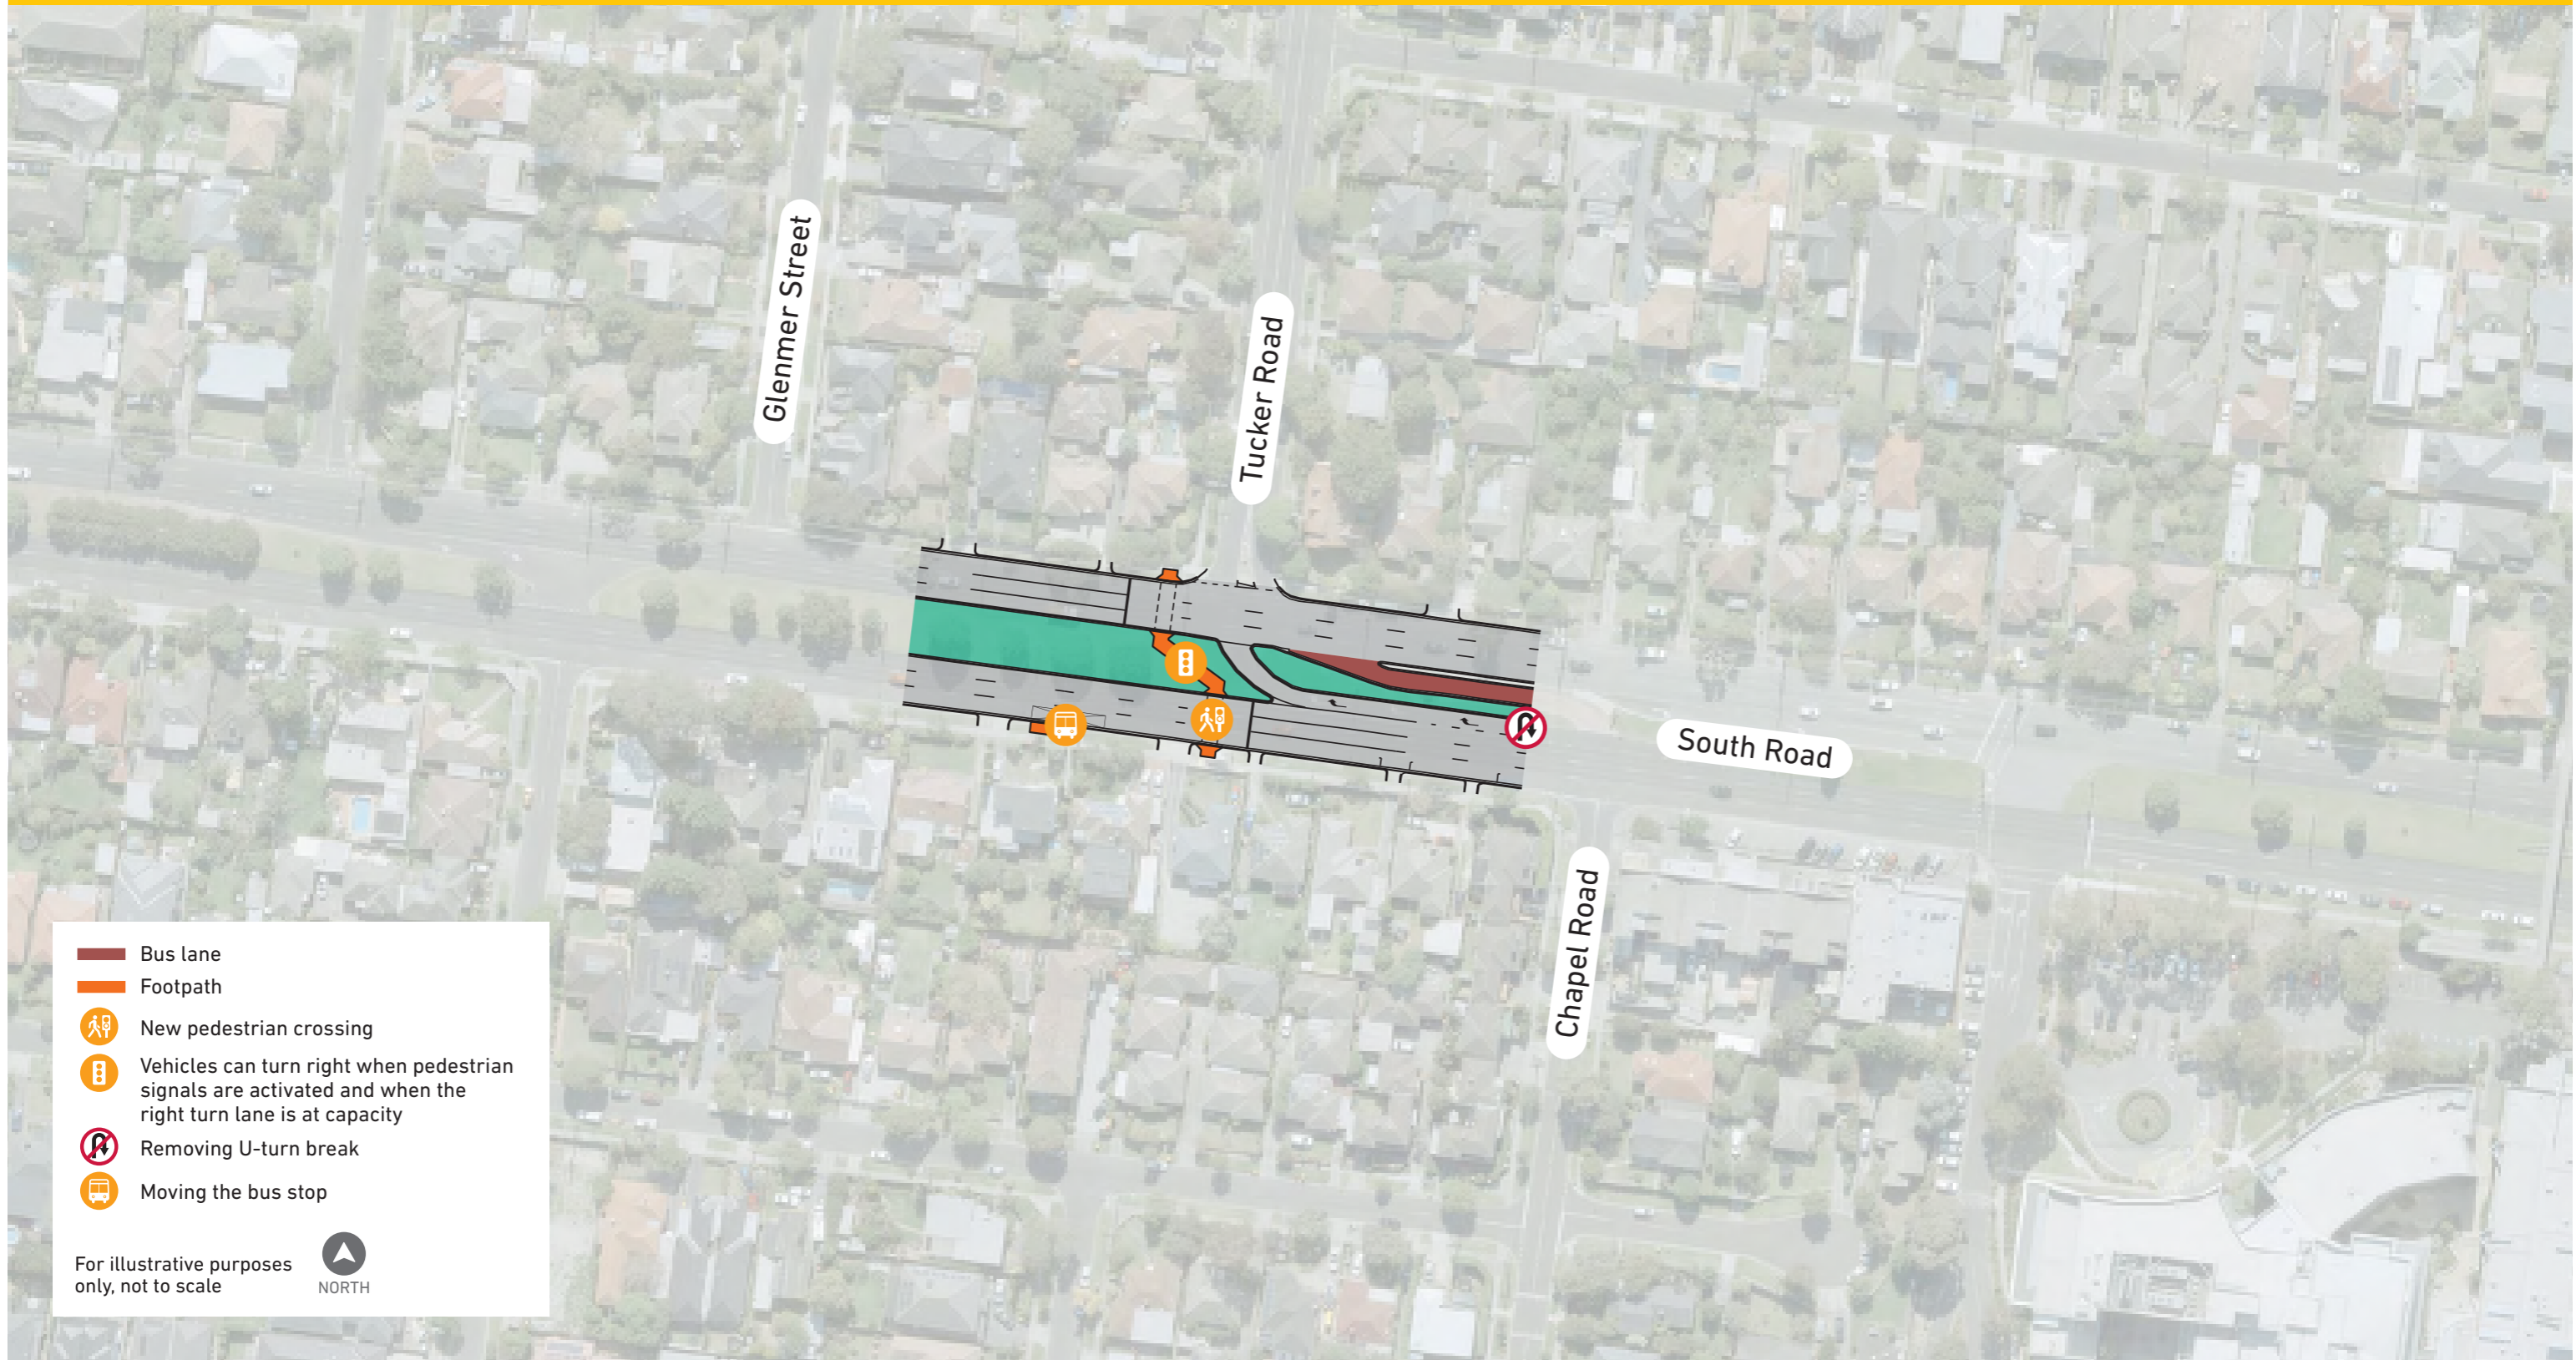 Glenmer Street
Tucker Road
South Road
Chapel Road
Bus lane
Footpath
New pedestrian crossing
Vehicles can turn right when pedestrian
signals are activated and when the
right turn lane is at capacity
Removing U-turn break
Moving the bus stop
For illustrative purposes
only, not to scale
NORTH